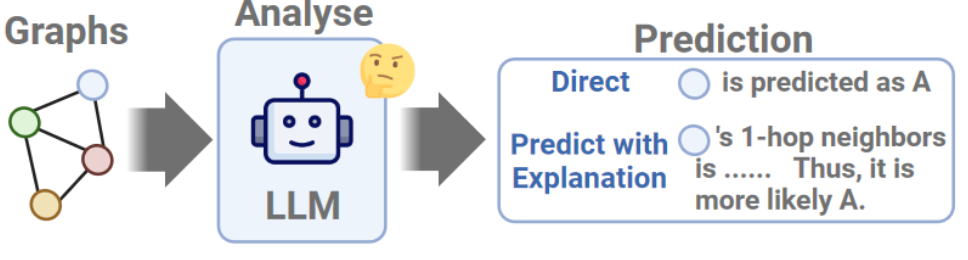 Graphs
Analyse
LLM
Prediction
Direct
is predicted as A
Predict with
Explanation
's 1-hop neighbors
is ...... Thus, it is
more likely A.